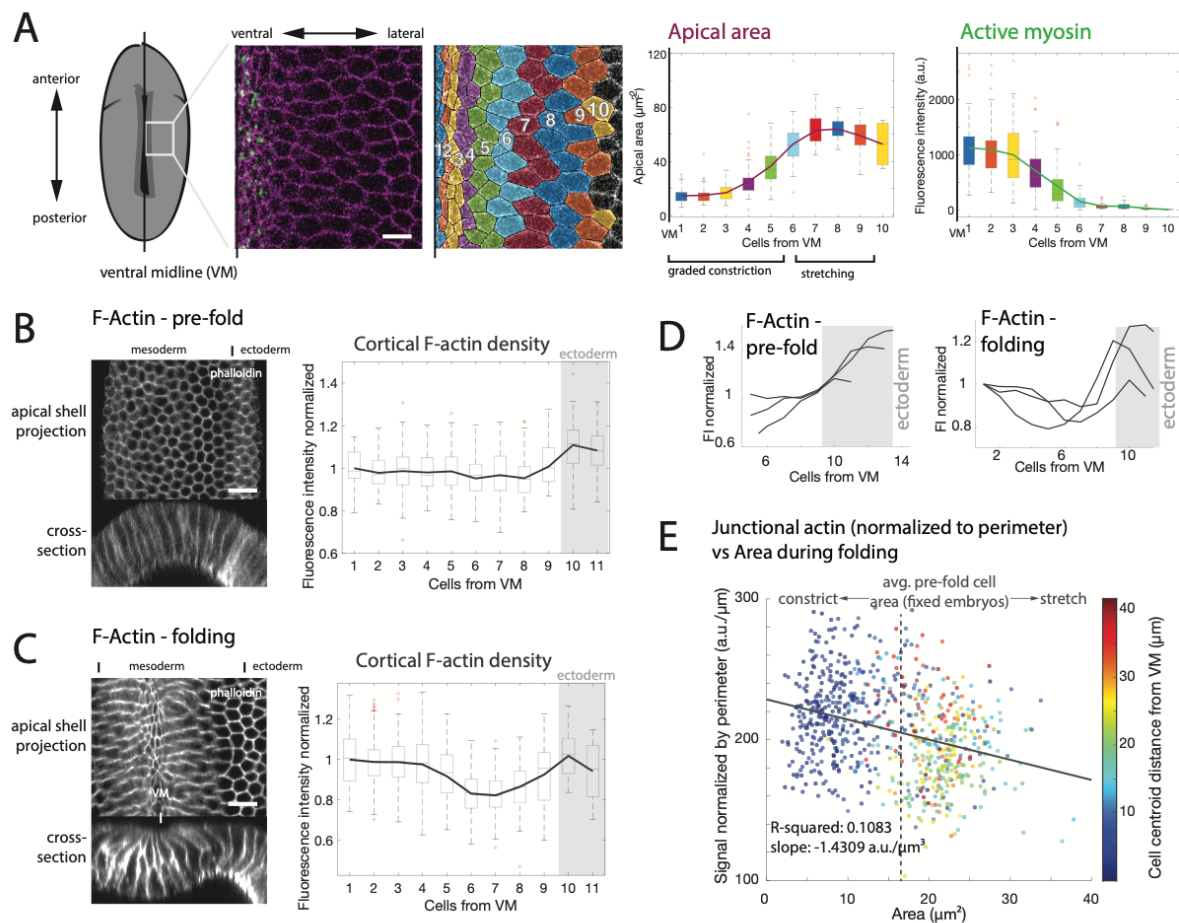 A
anterior
posterior
ventral midline (VM)
ventral
lateral
1 2 3 4 5 6 7 8 9 10
Apical area
Apical area (µm²)
120
80
40
0
VM
1 2 3 4 5 6 7 8 9 10
Cells from VM
graded constriction
stretching
Active myosin
Fluorescence intensity (a.u.)
2000
1000
0
VM
1 2 3 4 5 6 7 8 9 10
Cells from VM
B
F-Actin - pre-fold
mesoderm
ectoderm
phalloidin
apical shell
projection
cross-
section
Cortical F-actin density
ectoderm
Fluorescence intensity normalized
1.4
1.2
1
0.8
0.6
1 2 3 4 5 6 7 8 9 10 11
Cells from VM
C
F-Actin - folding
mesoderm
ectoderm
phalloidin
apical shell
projection
VM
cross-
section
Cortical F-actin density
ectoderm
Fluorescence intensity normalized
1.2
1
0.8
0.6
1 2 3 4 5 6 7 8 9 10 11
Cells from VM
D
F-Actin -
pre-fold
FI normalized
1.4
1
0.6
6 10 14
Cells from VM
ectoderm
F-Actin -
folding
FI normalized
1.2
1
0.8
2 6 10
Cells from VM
ectoderm
E
Junctional actin (normalized to perimeter)
vs Area during folding
avg. pre-fold cell
constrict
area (fixed embryos)
stretch
Signal normalized by perimeter (a.u./µm)
300
200
100
R-squared: 0.1083
slope: -1.4309 a.u./µm³
0 10 20 30 40
Area (µm²)
40
30
20
10
Cell centroid distance from VM (µm)